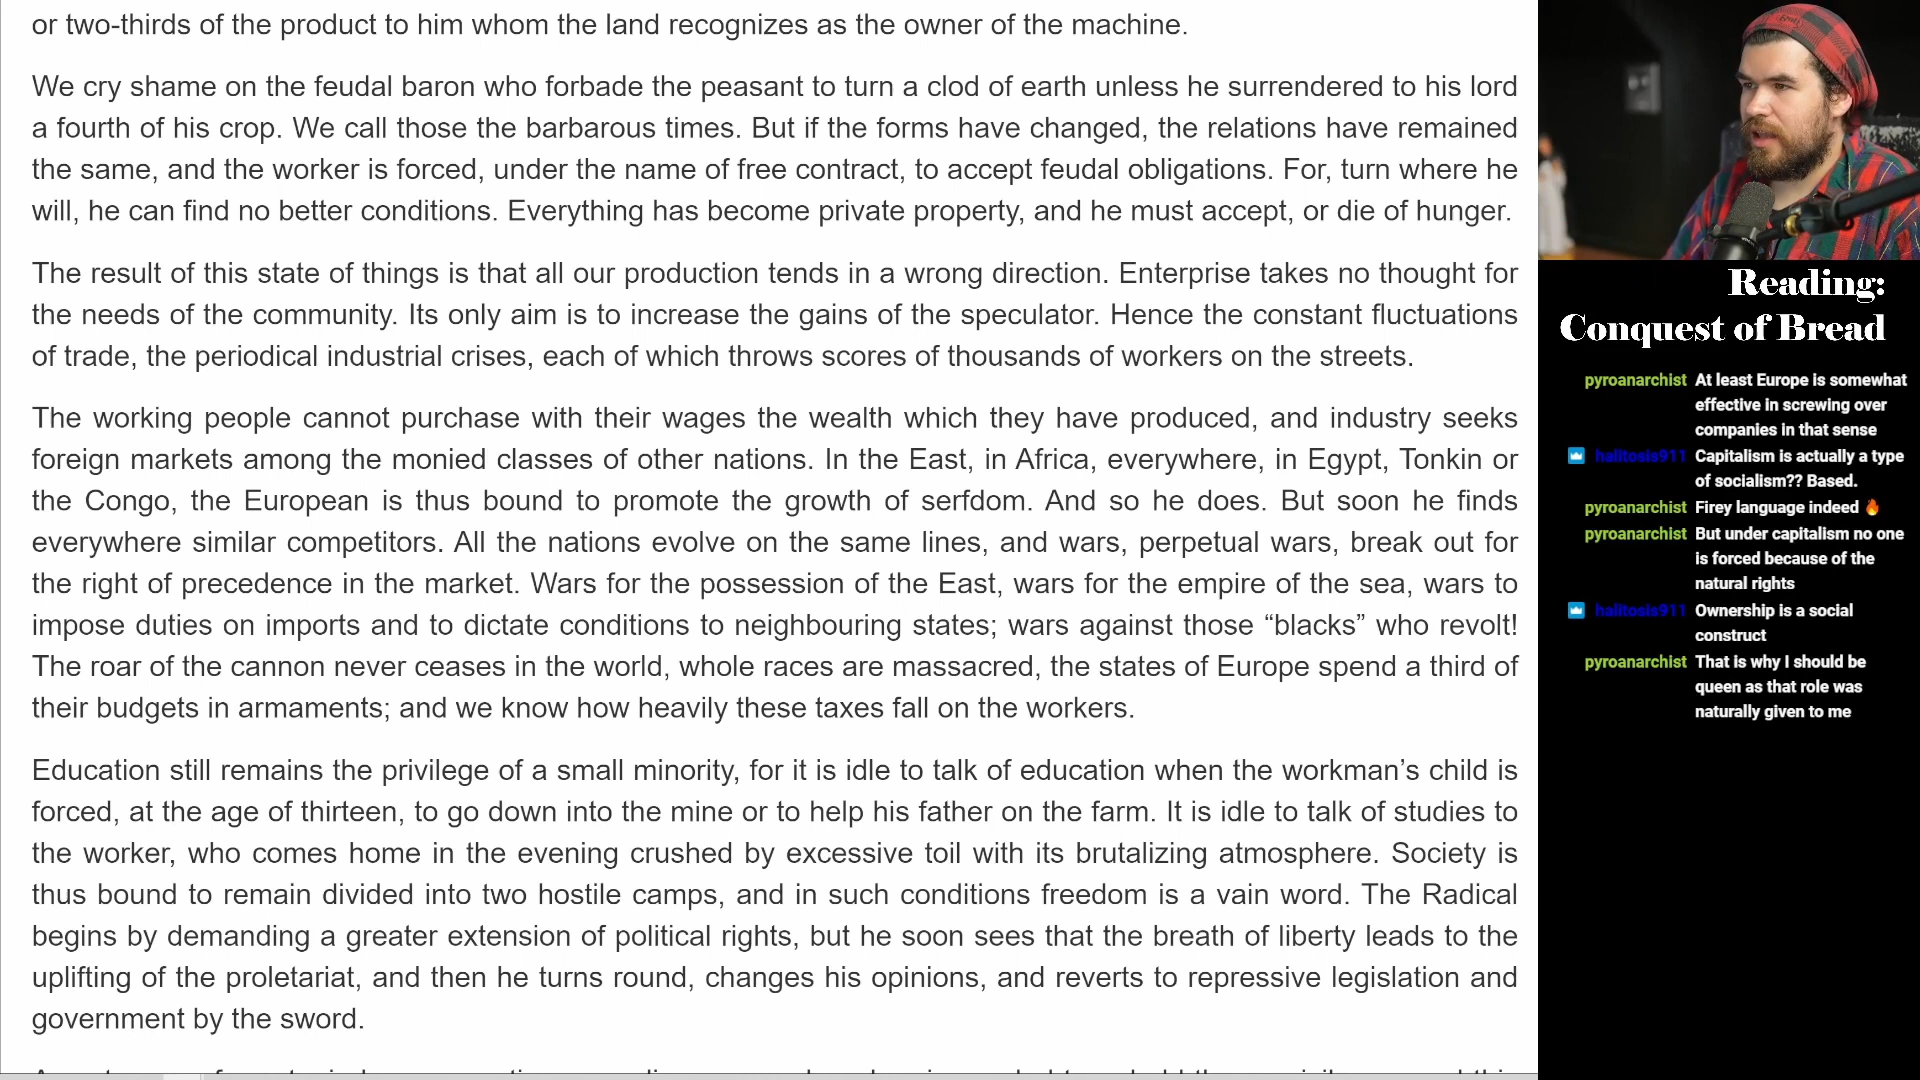 or two-thirds of the product to him whom the land recognizes as the owner of the machine.
We cry shame on the feudal baron who forbade the peasant to turn a clod of earth unless he surrendered to his lord
a fourth of his crop. We call those the barbarous times. But if the forms have changed, the relations have remained
the same, and the worker is forced, under the name of free contract, to accept feudal obligations. For, turn where he
will, he can find no better conditions. Everything has become private property, and he must accept, or die of hunger.
The result of this state of things is that all our production tends in a wrong direction. Enterprise takes no thought for
the needs of the community. Its only aim is to increase the gains of the speculator. Hence the constant fluctuations
of trade, the periodical industrial crises, each of which throws scores of thousands of workers on the streets.
The working people cannot purchase with their wages the wealth which they have produced, and industry seeks
foreign markets among the monied classes of other nations. In the East, in Africa, everywhere, in Egypt, Tonkin or
the Congo, the European is thus bound to promote the growth of serfdom. And so he does. But soon he finds
everywhere similar competitors. All the nations evolve on the same lines, and wars, perpetual wars, break out for
the right of precedence in the market. Wars for the possession of the East, wars for the empire of the sea, wars to
impose duties on imports and to dictate conditions to neighbouring states; wars against those “blacks” who revolt!
The roar of the cannon never ceases in the world, whole races are massacred, the states of Europe spend a third of
their budgets in armaments; and we know how heavily these taxes fall on the workers.
Education still remains the privilege of a small minority, for it is idle to talk of education when the workman’s child is
forced, at the age of thirteen, to go down into the mine or to help his father on the farm. It is idle to talk of studies to
the worker, who comes home in the evening crushed by excessive toil with its brutalizing atmosphere. Society is
thus bound to remain divided into two hostile camps, and in such conditions freedom is a vain word. The Radical
begins by demanding a greater extension of political rights, but he soon sees that the breath of liberty leads to the
uplifting of the proletariat, and then he turns round, changes his opinions, and reverts to repressive legislation and
government by the sword.
Reading:
Conquest of Bread
pyroanarchist At least Europe is somewhat
effective in screwing over
companies in that sense
halitosis911 Capitalism is actually a type
of socialism?? Based.
pyroanarchist Firey language indeed 🔥
pyroanarchist But under capitalism no one
is forced because of the
natural rights
halitosis911 Ownership is a social
construct
pyroanarchist That is why I should be
queen as that role was
naturally given to me